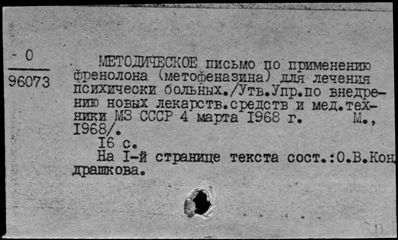 0
96073
МЕТОДИЧЕСКОЕ письмо по применению
френолона (метофеназина) для лечения
психически больных./Утв.Упр.по внедре-
нию новых лекарств.средств и мед.тех-
ники МЗ СССР 4 марта 1968 г. М.,
1968/.
16 с.
На I-й странице текста сост.:О.В.Кон
драшкова.